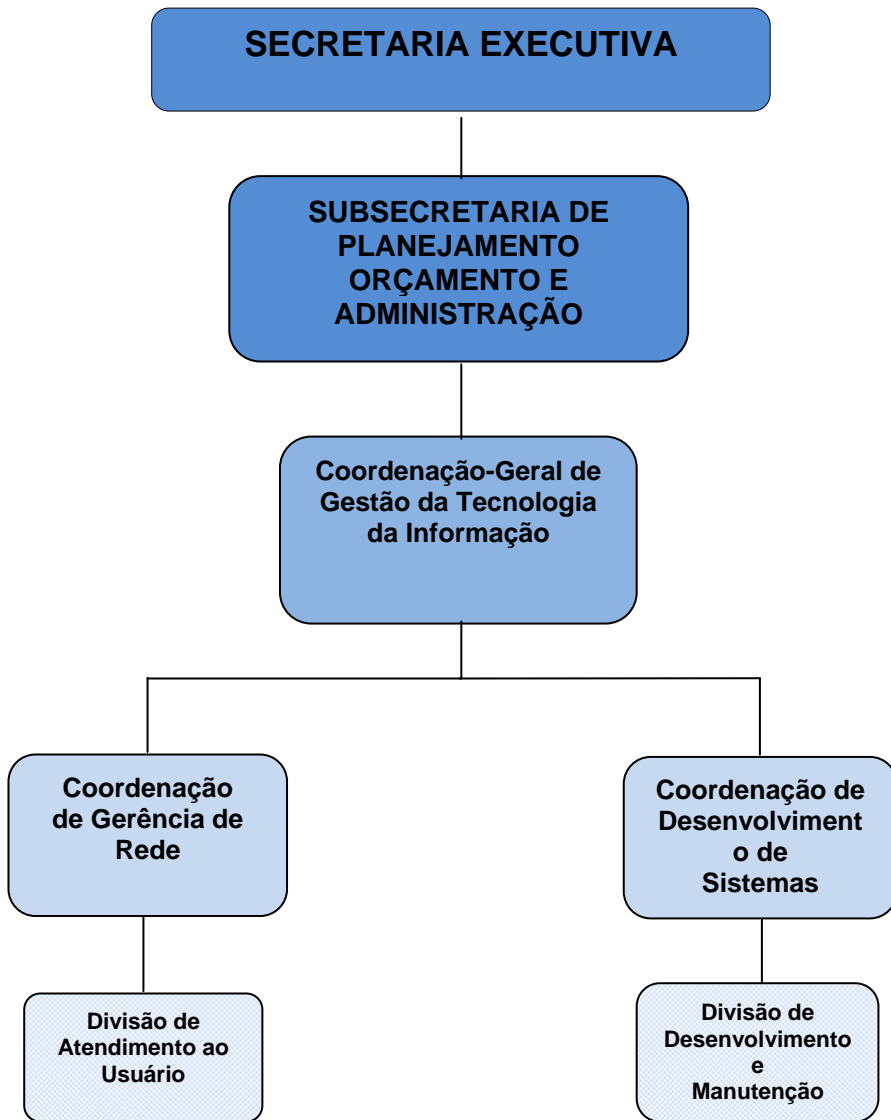 SECRETARIA EXECUTIVA
SUBSECRETARIA DE
PLANEJAMENTO
ORÇAMENTO E
ADMINISTRAÇÃO
Coordenação-Geral de
Gestão da Tecnologia
da Informação
Coordenação
de Gerência de
Rede
Coordenação de
Desenvolviment
o de
Sistemas
Divisão de
Atendimento ao
Usuário
Divisão de
Desenvolvimento
e
Manutenção